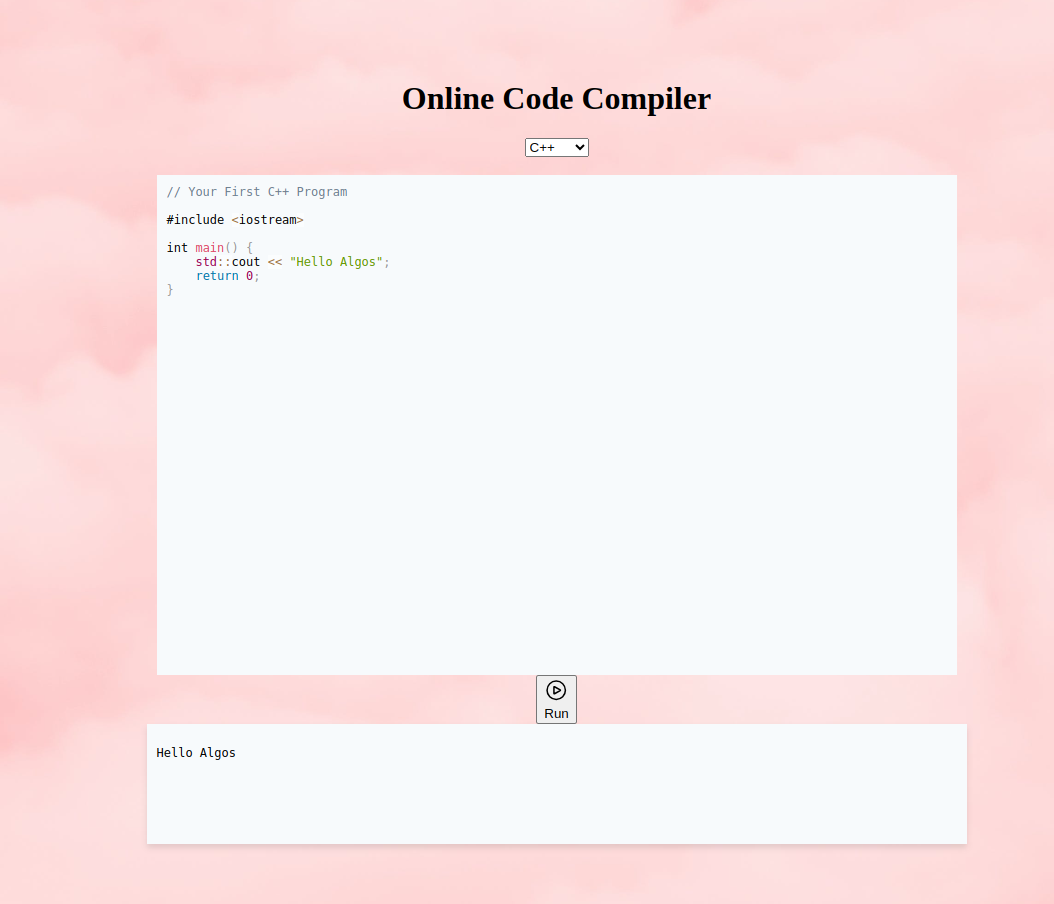 Online Code Compiler
C++
// Your First C++ Program
#include <iostream>
int main() {
    std::cout << "Hello Algos";
    return 0;
}
Run
Hello Algos